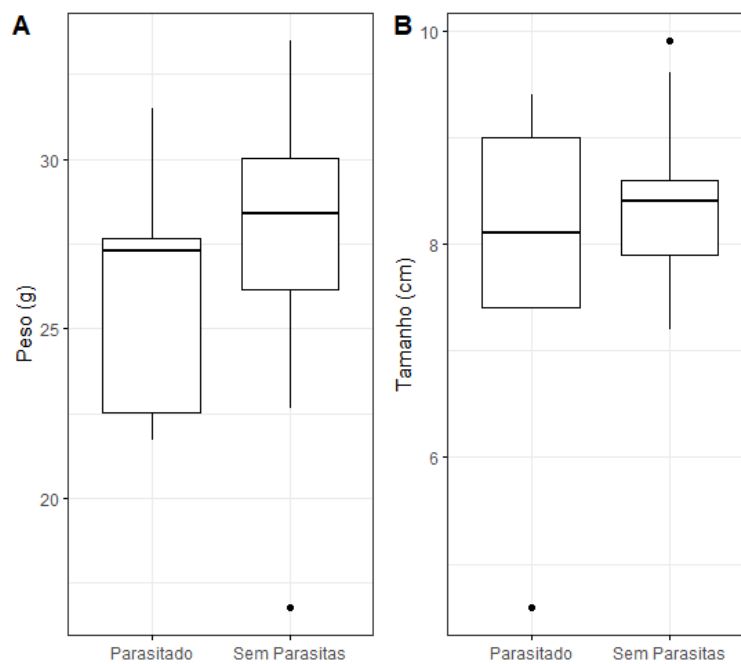 A
Peso (g)
30
25
20
Parasitado Sem Parasitas
B
Tamanho (cm)
10
8
6
Parasitado Sem Parasitas